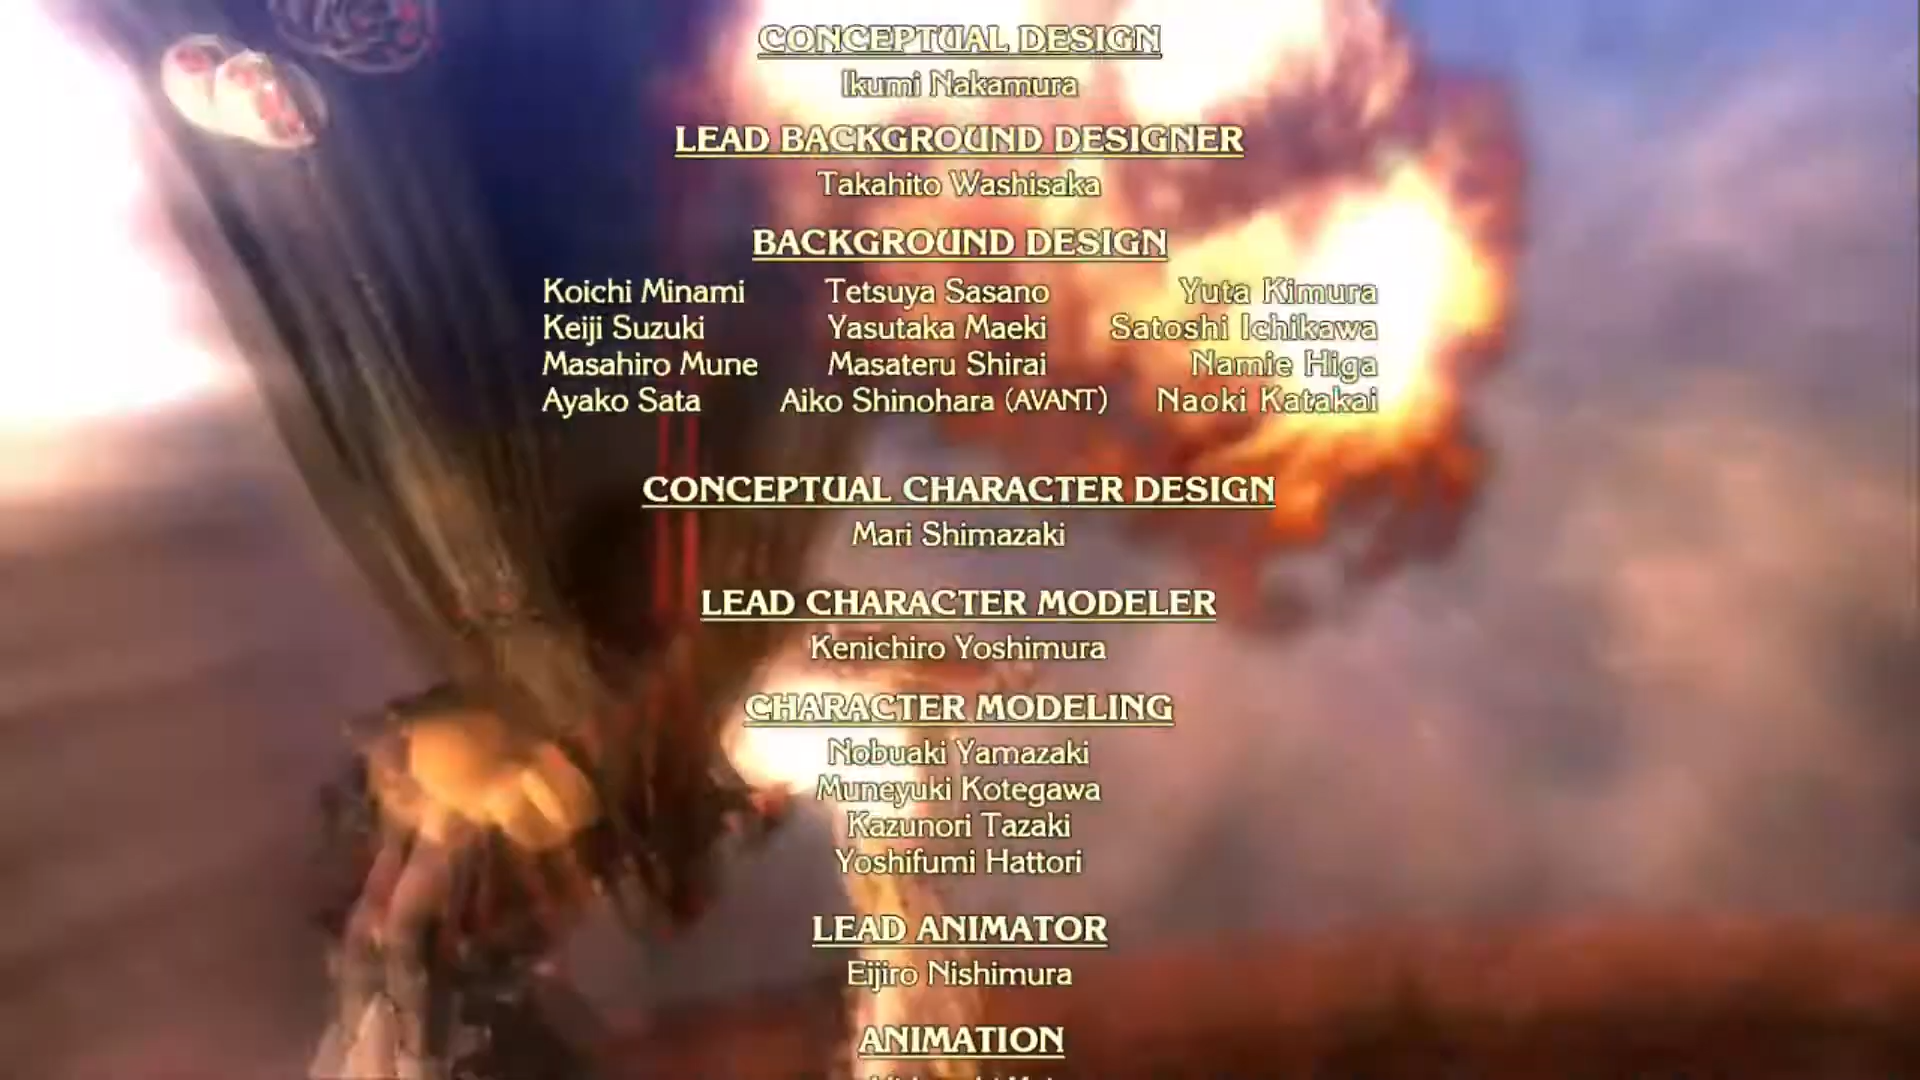 CONCEPTUAL DESIGN
Ikumi Nakamura
LEAD BACKGROUND DESIGNER
Takahito Washisaka
BACKGROUND DESIGN
Koichi Minami Tetsuya Sasano Yuta Kimura
Keiji Suzuki Yasutaka Maeki Satoshi Ichikawa
Masahiro Mune Masateru Shirai Namie Higa
Ayako Sata Aiko Shinohara (AVANT) Naoki Katakai
CONCEPTUAL CHARACTER DESIGN
Mari Shimazaki
LEAD CHARACTER MODELER
Kenichiro Yoshimura
CHARACTER MODELING
Nobuaki Yamazaki
Muneyuki Kotegawa
Kazunori Tazaki
Yoshifumi Hattori
LEAD ANIMATOR
Eijiro Nishimura
ANIMATION